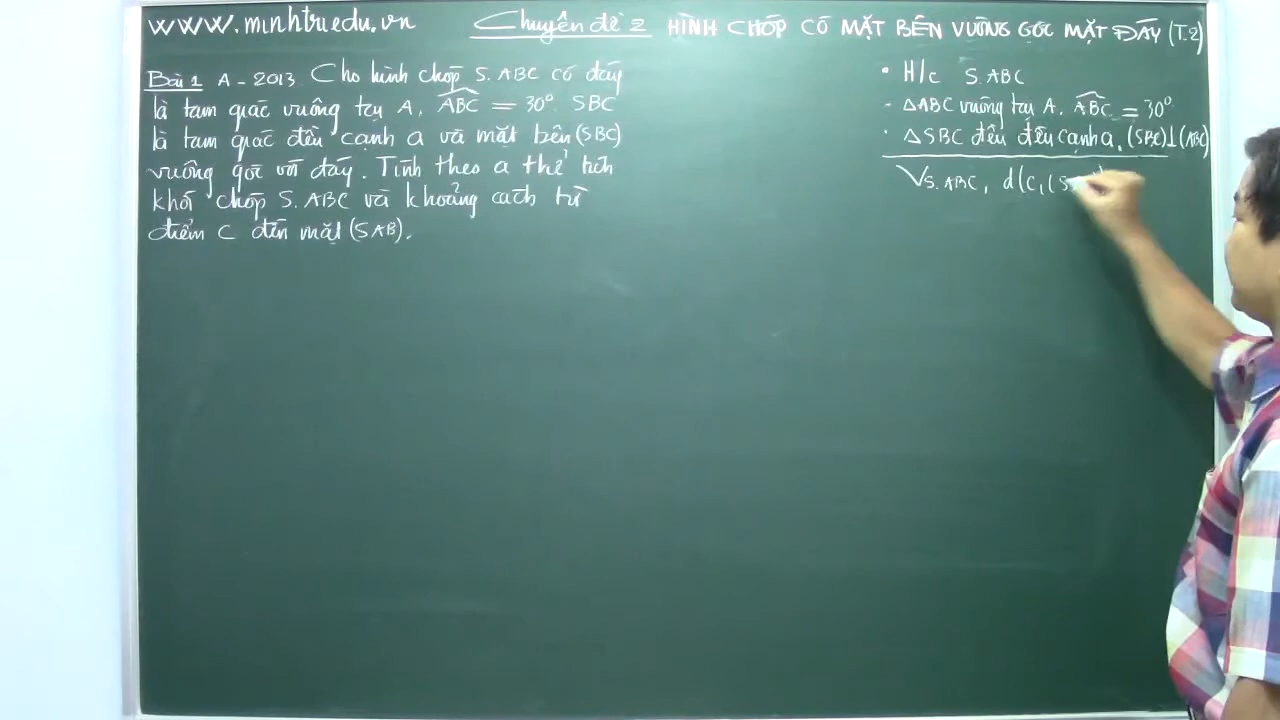 www.minhtriedu.vn
Chuyên đề 2 HÌNH CHÓP CÓ MẶT BÊN VUÔNG GÓC MẶT ĐÁY (T.2)
Bài 1 A - 2013 Cho hình chóp S.ABC có đáy
là tam giác vuông tại A, ABC = 30° SBC
là tam giác đều cạnh a và mặt bên (SBC)
vuông góc với đáy. Tính theo a thể tích
khối chóp S.ABC và khoảng cách từ
điểm C đến mặt (SAB).
• H/c S.ABC
• ΔABC vuông tại A. ABC = 30°
• ΔSBC đều đều cạnh a, (SBC)⊥(ABC)
V S.ABC, d(C,(S